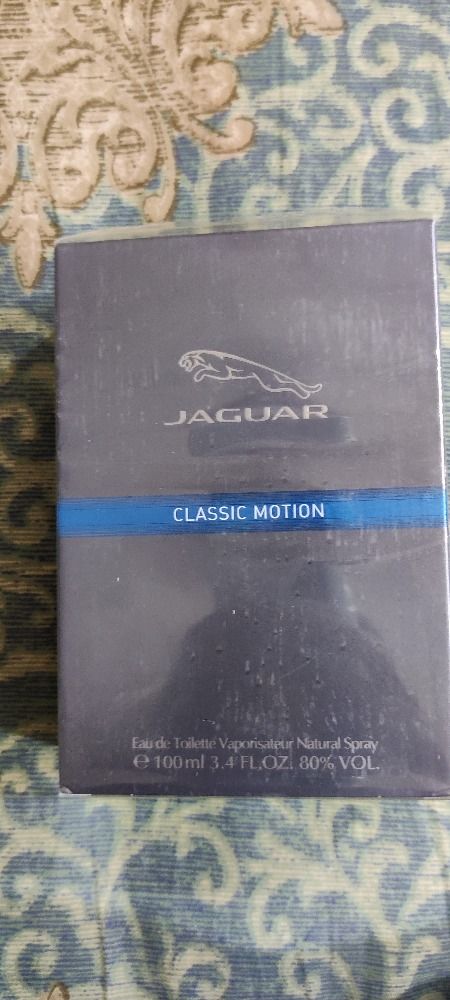 JAGUAR
CLASSIC MOTION
Eau de Toilette Vaporisateur Natural Spray
℮ 100 ml 3.4 FL.OZ. 80% VOL.